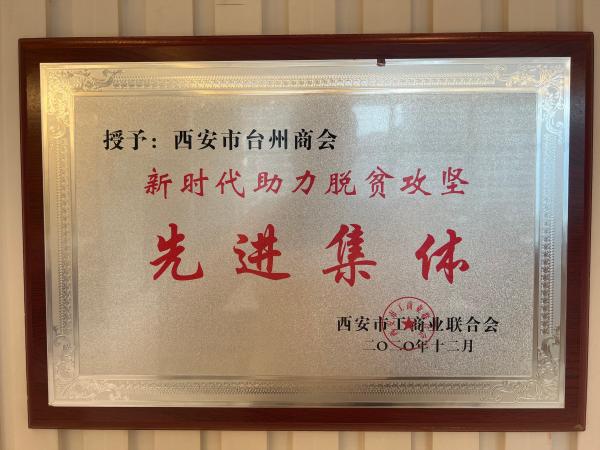 授予：西安市台州商会
新时代助力脱贫攻坚
先进集体
西安市工商业联合会
二〇二〇年十二月